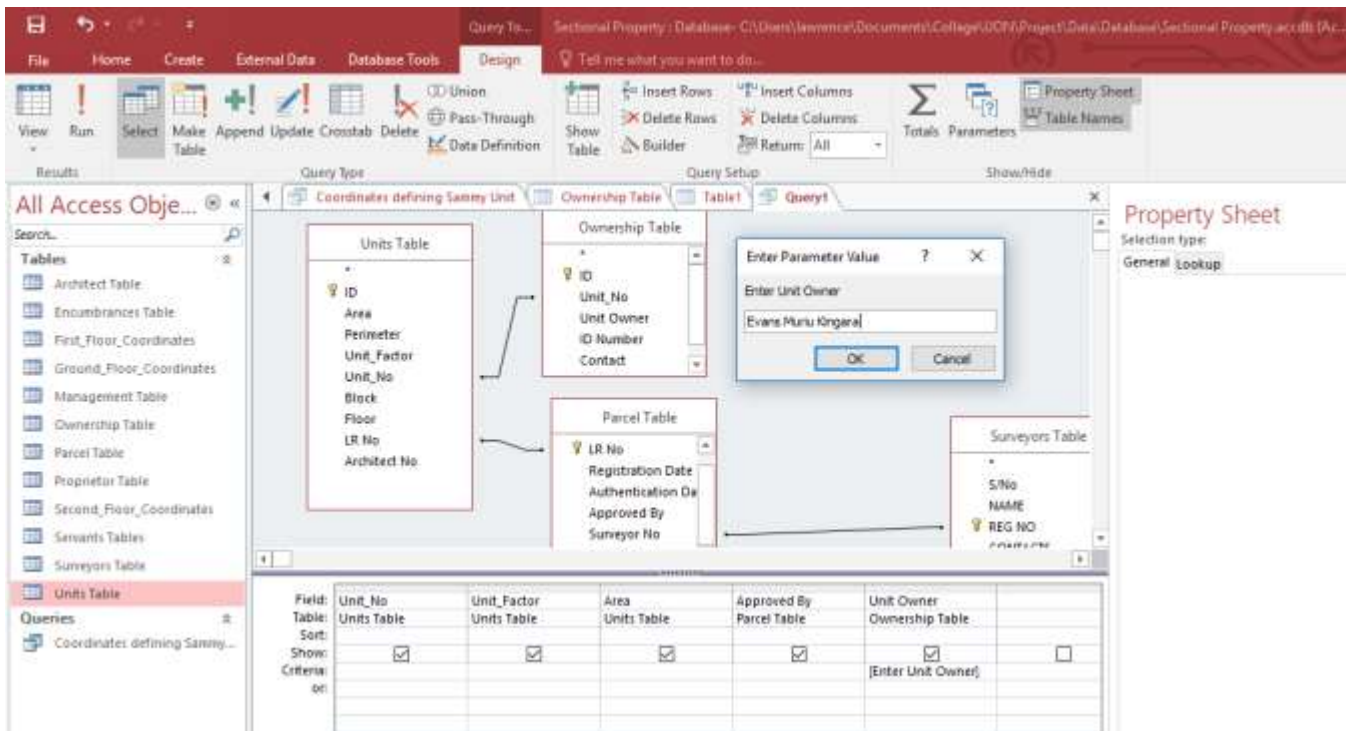 Query To...
Sectional Property : Database- C:\Users\lawrence\Documents\Collage\UON\Project\Data\Database\Sectional Property.accdb (Ac...
File Home Create External Data Database Tools Design Tell me what you want to do...
View
Run
Select
Make Table
Append
Update
Crosstab
Delete
Union
Pass-Through
Data Definition
Show Table
Insert Rows
Delete Rows
Builder
Insert Columns
Delete Columns
Return: All
Totals
Parameters
Property Sheet
Table Names
Results
Query Type
Query Setup
Show/Hide
All Access Obje...
Search...
Tables
Architect Table
Encumbrances Table
First_Floor_Coordinates
Ground_Floor_Coordinates
Management Table
Ownership Table
Parcel Table
Proprietor Table
Second_Floor_Coordinates
Servants Tables
Surveyors Table
Units Table
Queries
Coordinates defining Sammy...
Coordinates defining Sammy Unit
Ownership Table
Table1
Query1
Units Table
*
ID
Area
Perimeter
Unit_Factor
Unit_No
Block
Floor
LR No
Architect No
Ownership Table
*
ID
Unit_No
Unit Owner
ID Number
Contact
Parcel Table
LR No
Registration Date
Authentication Da
Approved By
Surveyor No
Surveyors Table
*
S/No
NAME
REG NO
CONTACTS
Enter Parameter Value ? X
Enter Unit Owner
Evans Muriu Kingara
OK Cancel
Property Sheet
Selection type:
General Lookup
Field: Unit_No Unit_Factor Area Approved By Unit Owner
Table: Units Table Units Table Units Table Parcel Table Ownership Table
Sort:
Show:
Criteria: [Enter Unit Owner]
or: